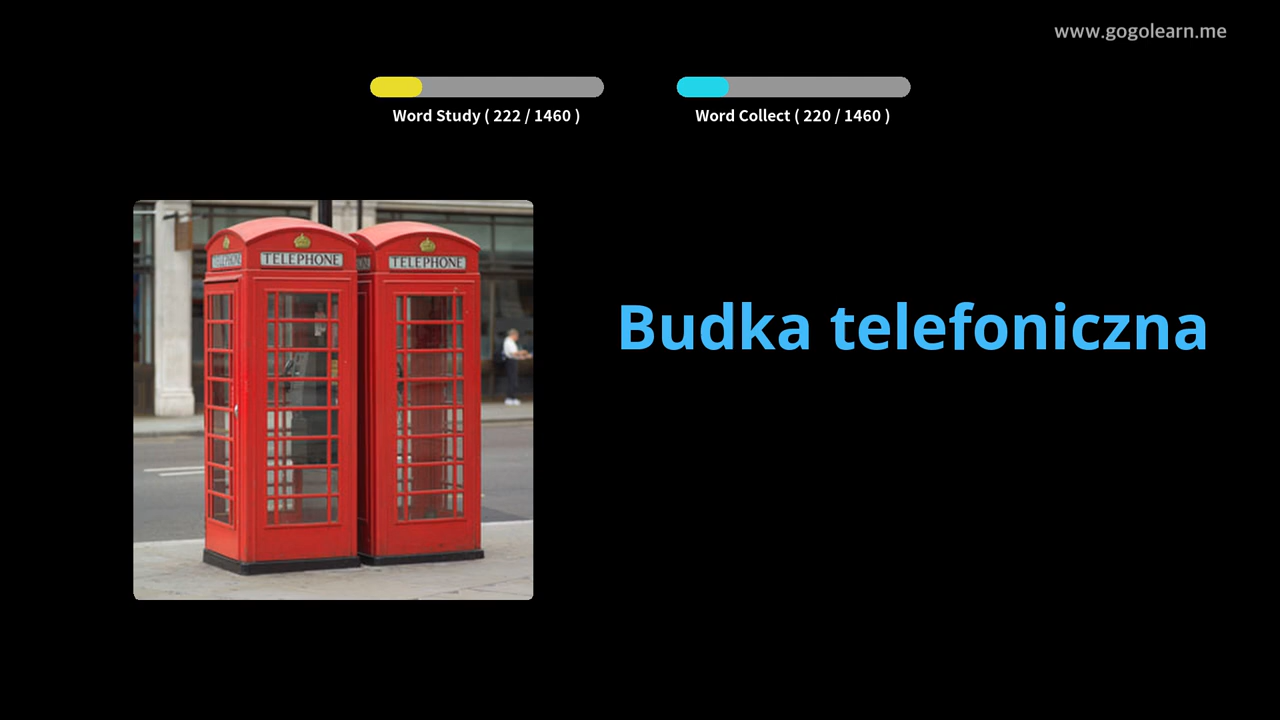 www.gogolearn.me
Word Study ( 222 / 1460 )
Word Collect ( 220 / 1460 )
TELEPHONE
TELEPHONE
Budka telefoniczna